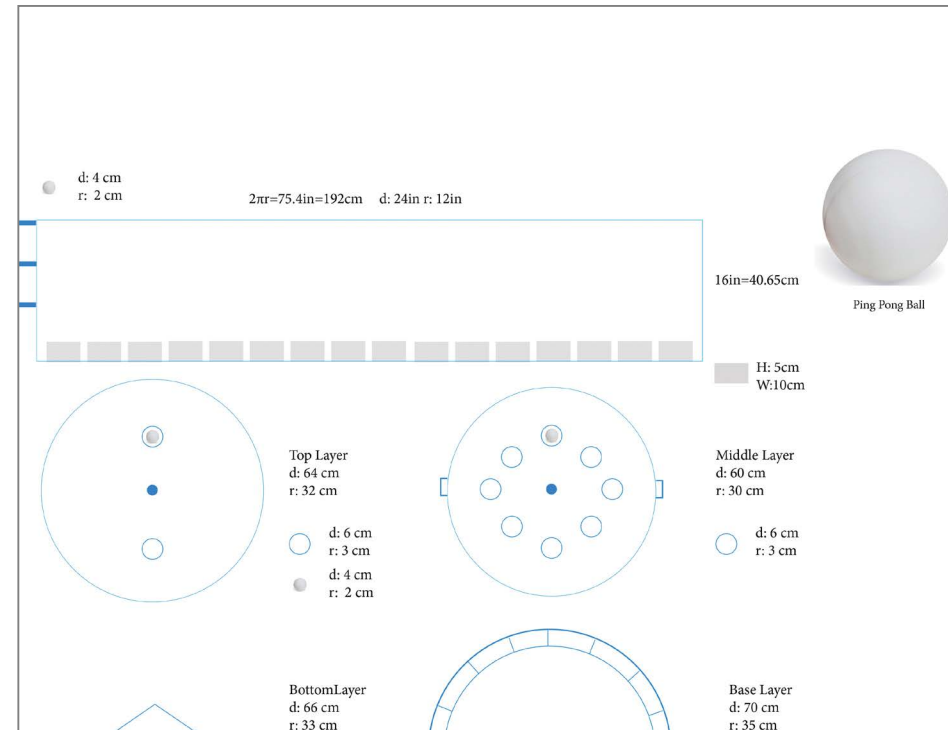 d: 4 cm
r: 2 cm
2πr=75.4in=192cm d: 24in r: 12in
16in=40.65cm
Ping Pong Ball
H: 5cm
W:10cm
Top Layer
d: 64 cm
r: 32 cm
d: 6 cm
r: 3 cm
d: 4 cm
r: 2 cm
Middle Layer
d: 60 cm
r: 30 cm
d: 6 cm
r: 3 cm
BottomLayer
d: 66 cm
r: 33 cm
Base Layer
d: 70 cm
r: 35 cm